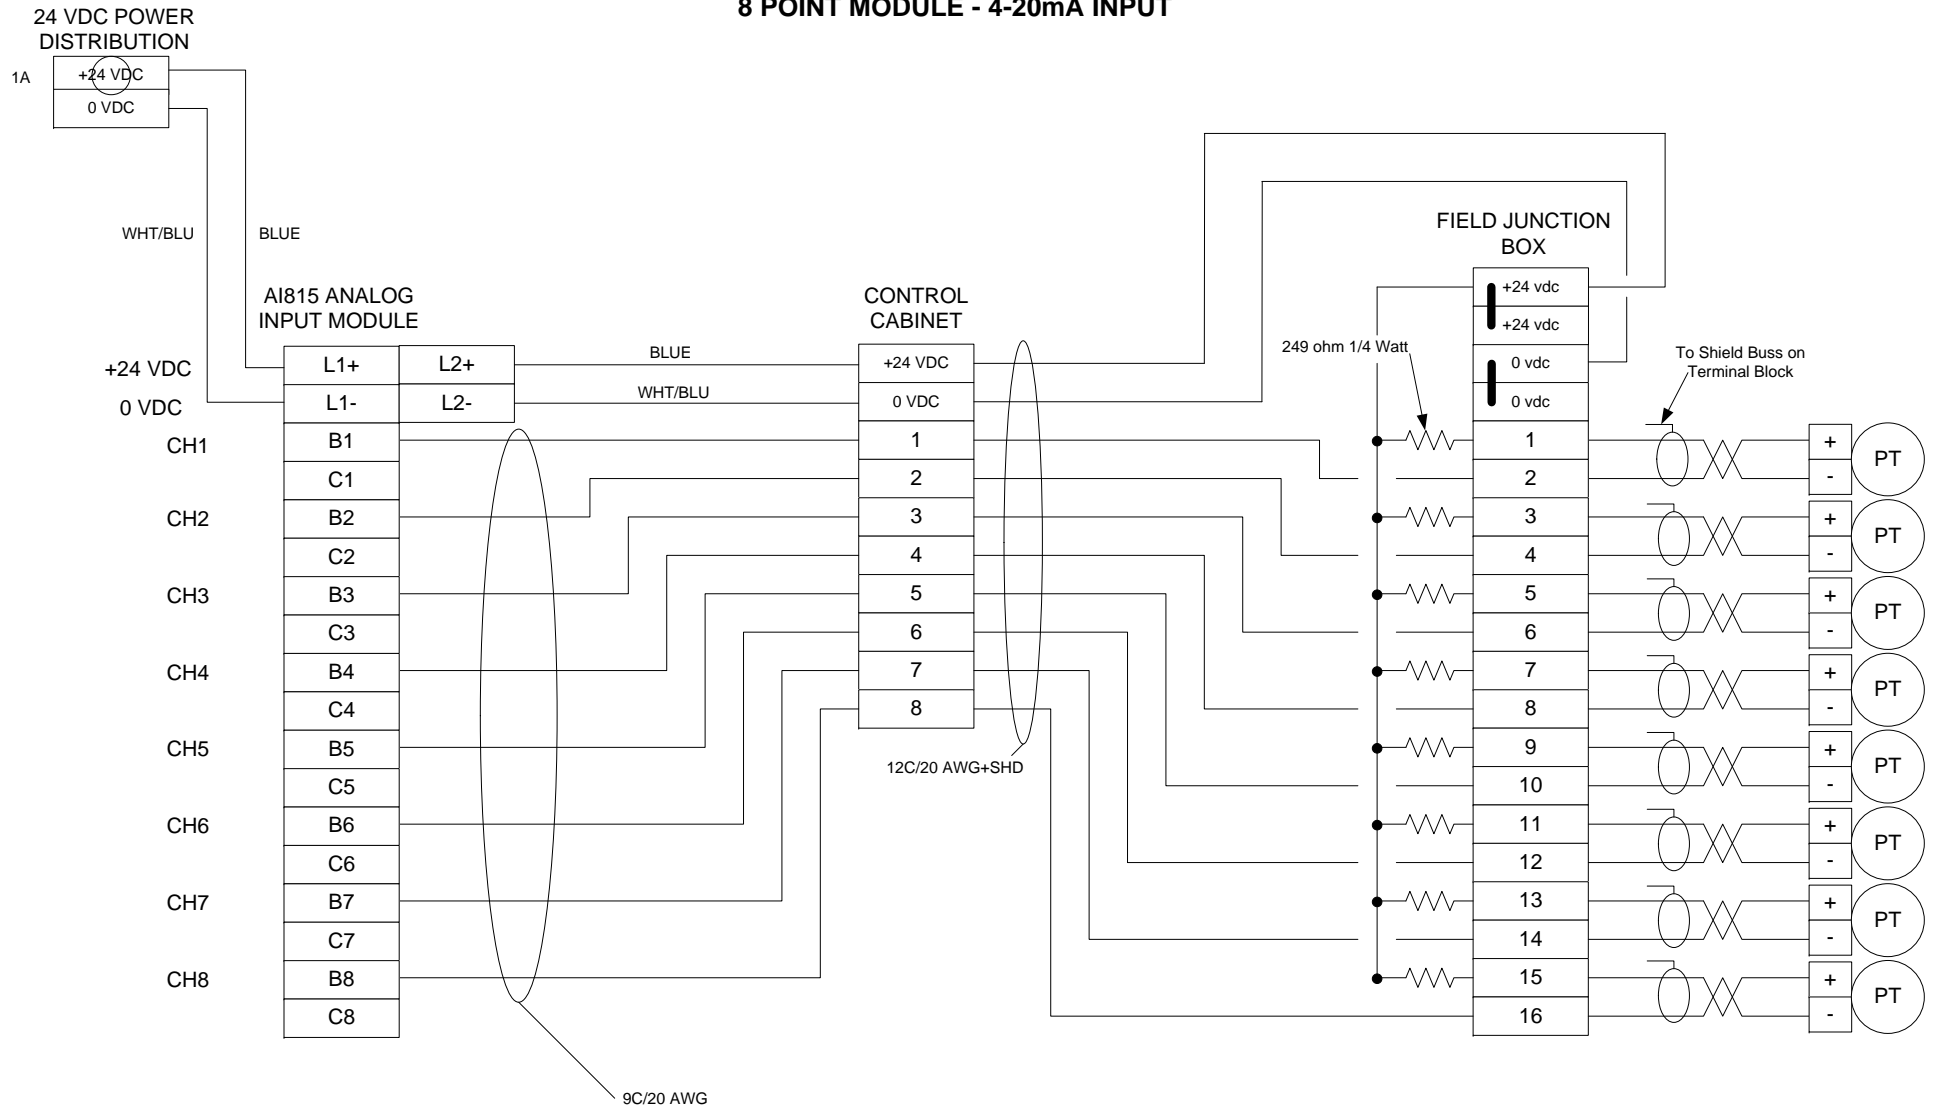 8 POINT MODULE - 4-20mA INPUT
24 VDC POWER
DISTRIBUTION
1A
+24 VDC
0 VDC
WHT/BLU
BLUE
AI815 ANALOG
INPUT MODULE
+24 VDC
L1+
L2+
0 VDC
L1-
L2-
CH1
B1
C1
CH2
B2
C2
CH3
B3
C3
CH4
B4
C4
CH5
B5
C5
CH6
B6
C6
CH7
B7
C7
CH8
B8
C8
BLUE
WHT/BLU
9C/20 AWG
CONTROL
CABINET
+24 VDC
0 VDC
1
2
3
4
5
6
7
8
12C/20 AWG+SHD
249 ohm 1/4 Watt
FIELD JUNCTION
BOX
+24 vdc
+24 vdc
0 vdc
0 vdc
1
2
3
4
5
6
7
8
9
10
11
12
13
14
15
16
To Shield Buss on
Terminal Block
+
-
PT
+
-
PT
+
-
PT
+
-
PT
+
-
PT
+
-
PT
+
-
PT
+
-
PT